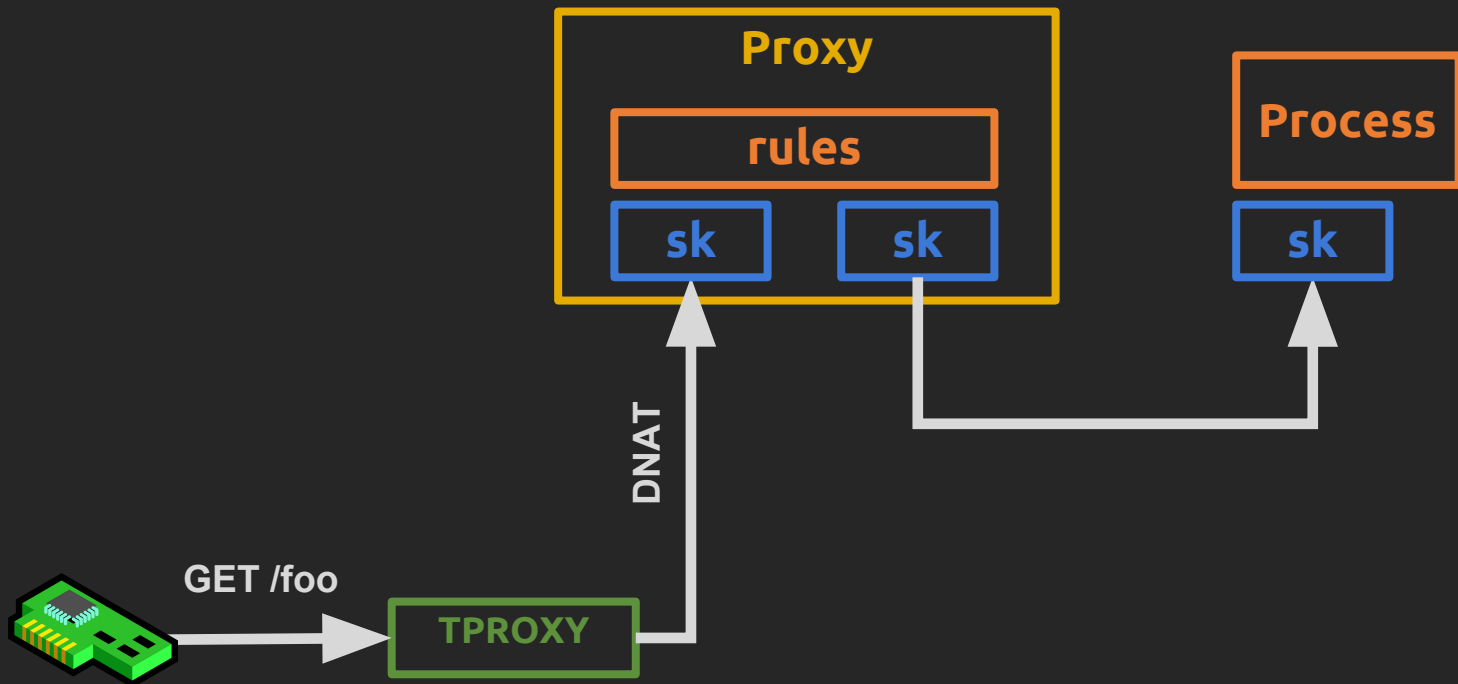 Proxy
rules
sk
sk
Process
sk
DNAT
GET /foo
TPROXY